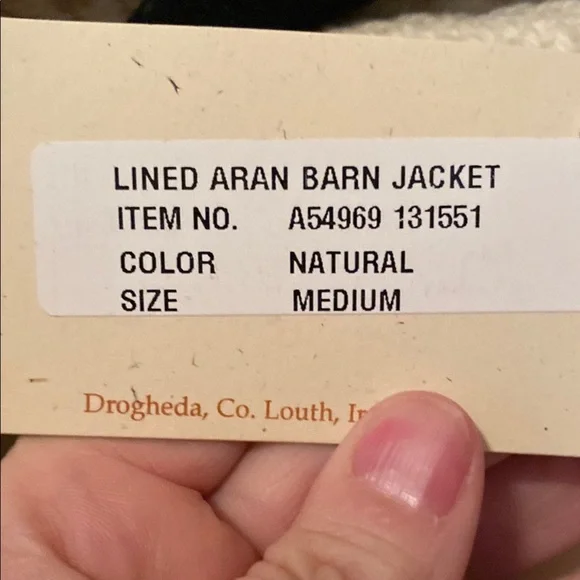 LINED ARAN BARN JACKET
ITEM NO. A54969 131551
COLOR NATURAL
SIZE MEDIUM
Drogheda, Co. Louth,